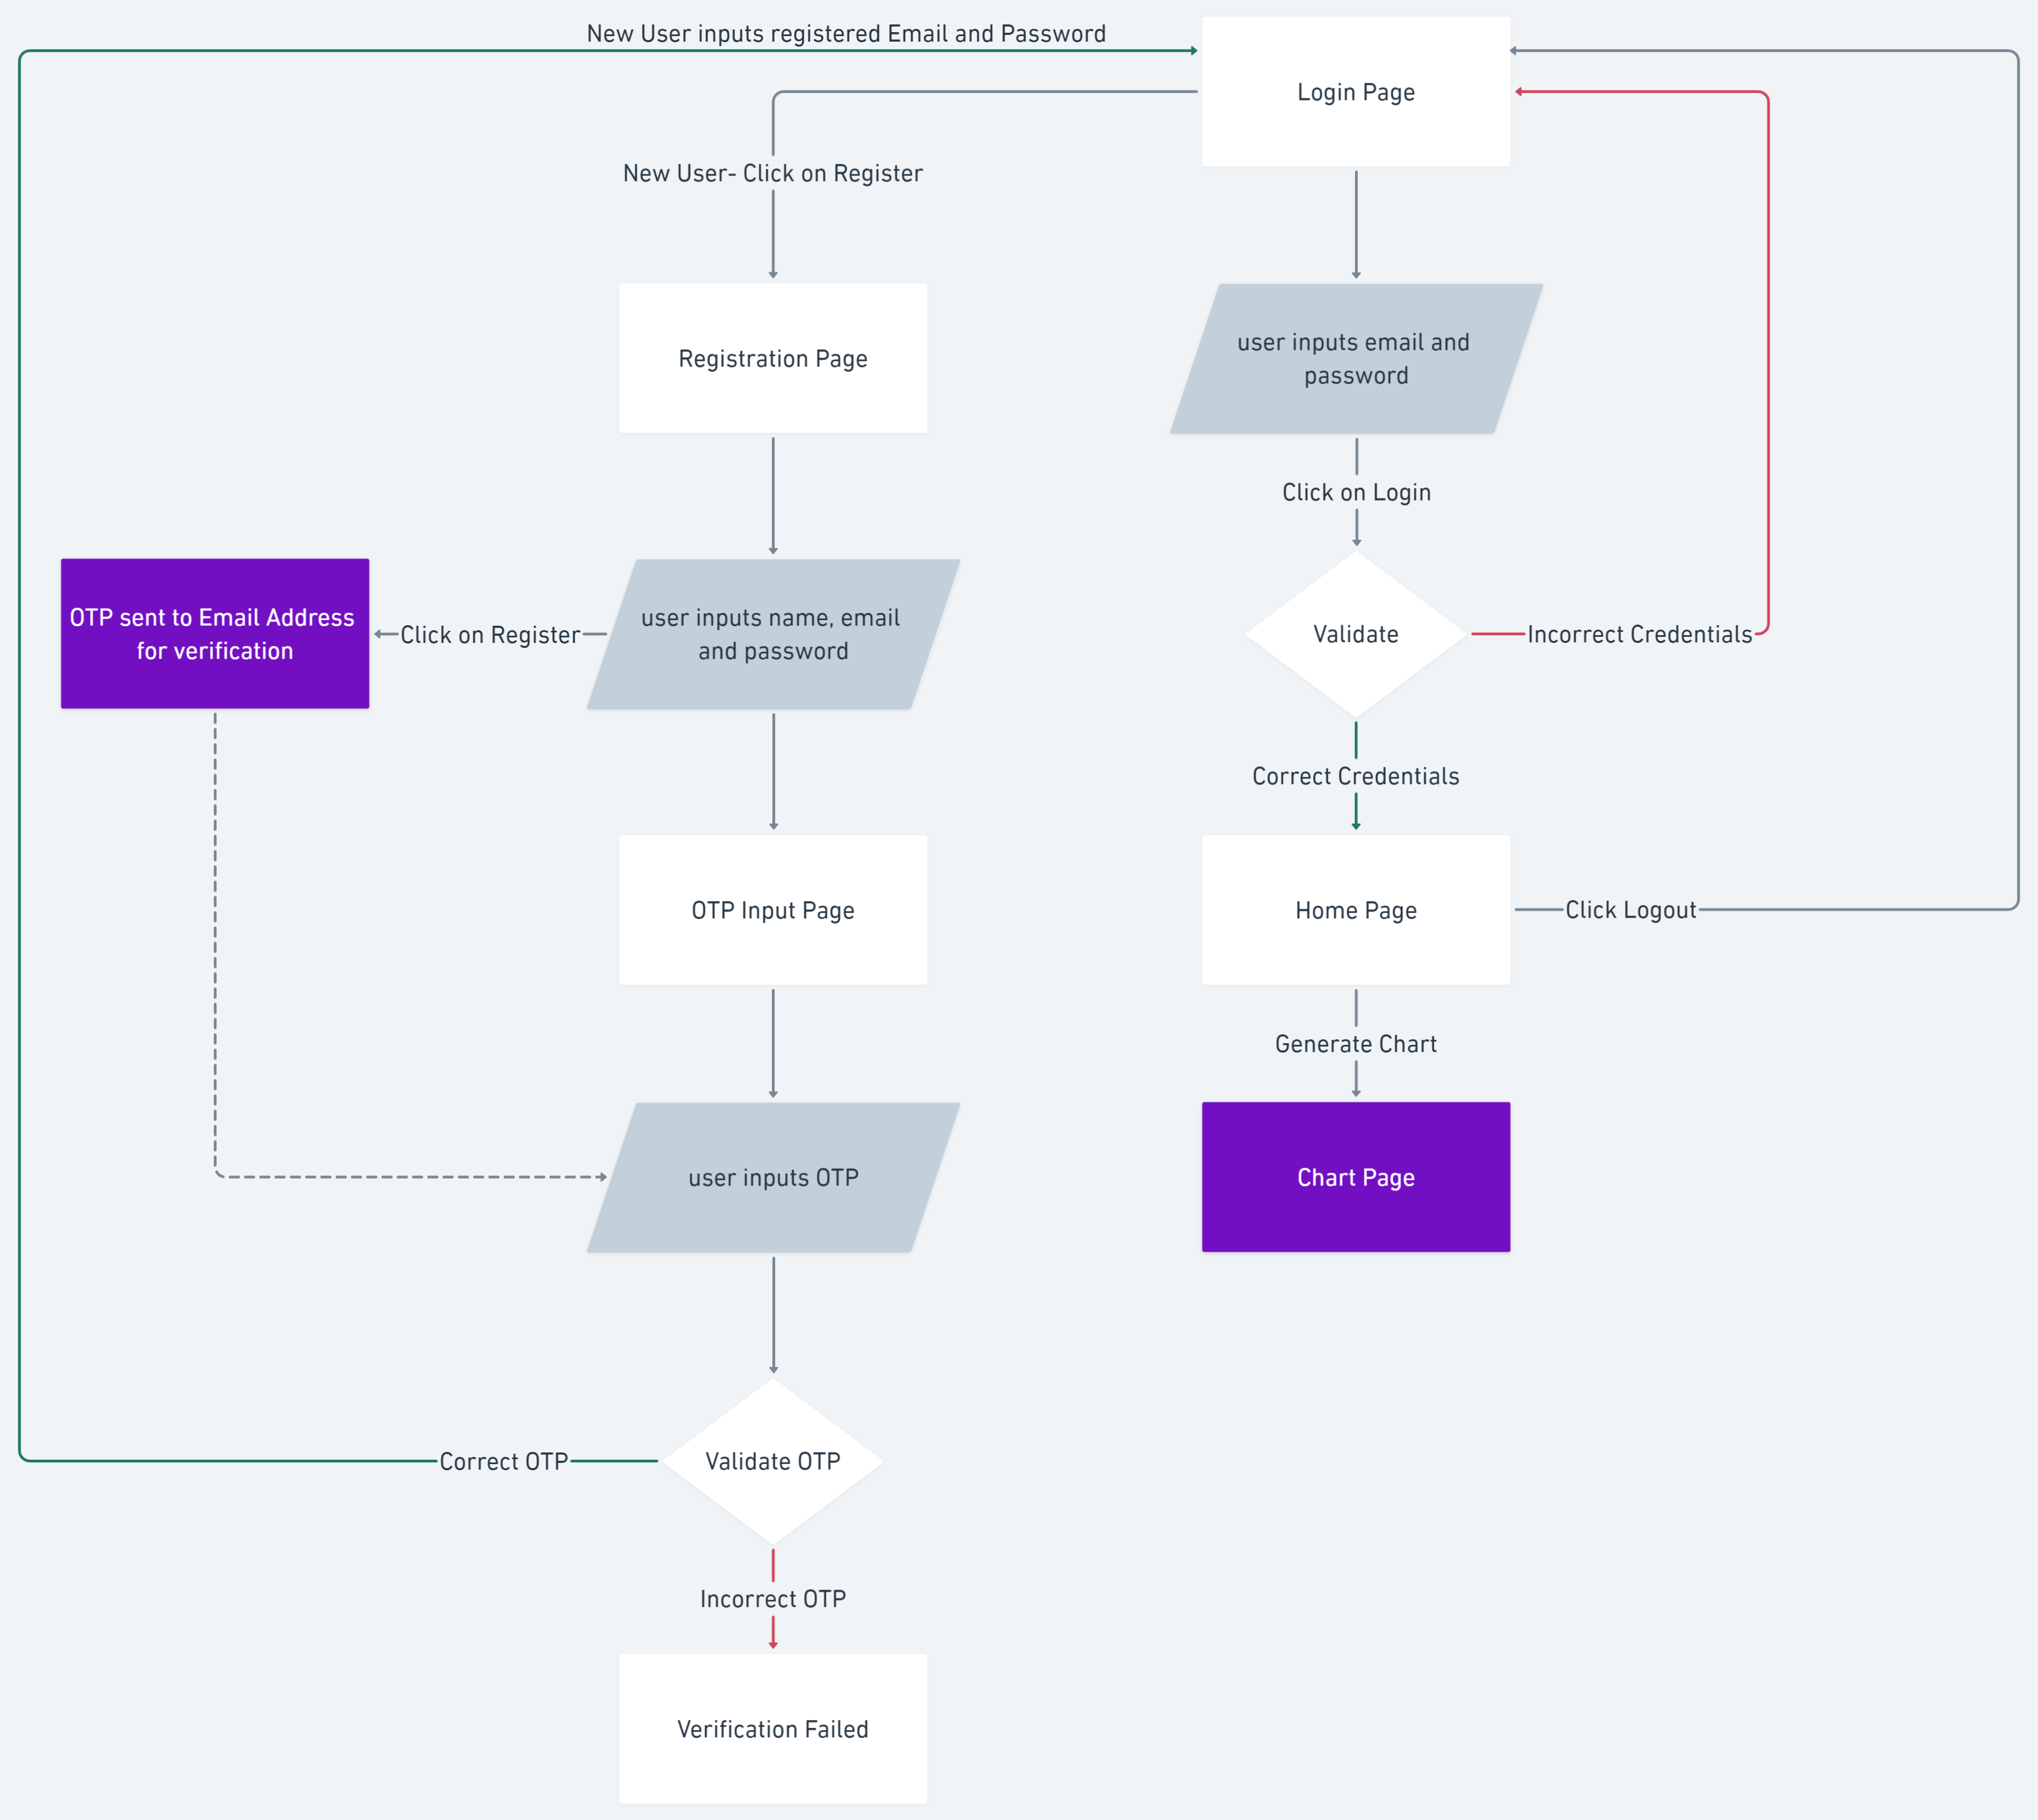 New User inputs registered Email and Password
Login Page
New User- Click on Register
Registration Page
user inputs email and
password
Click on Login
OTP sent to Email Address
for verification
Click on Register
user inputs name, email
and password
Validate
Incorrect Credentials
Correct Credentials
OTP Input Page
Home Page
Click Logout
Generate Chart
user inputs OTP
Chart Page
Correct OTP
Validate OTP
Incorrect OTP
Verification Failed